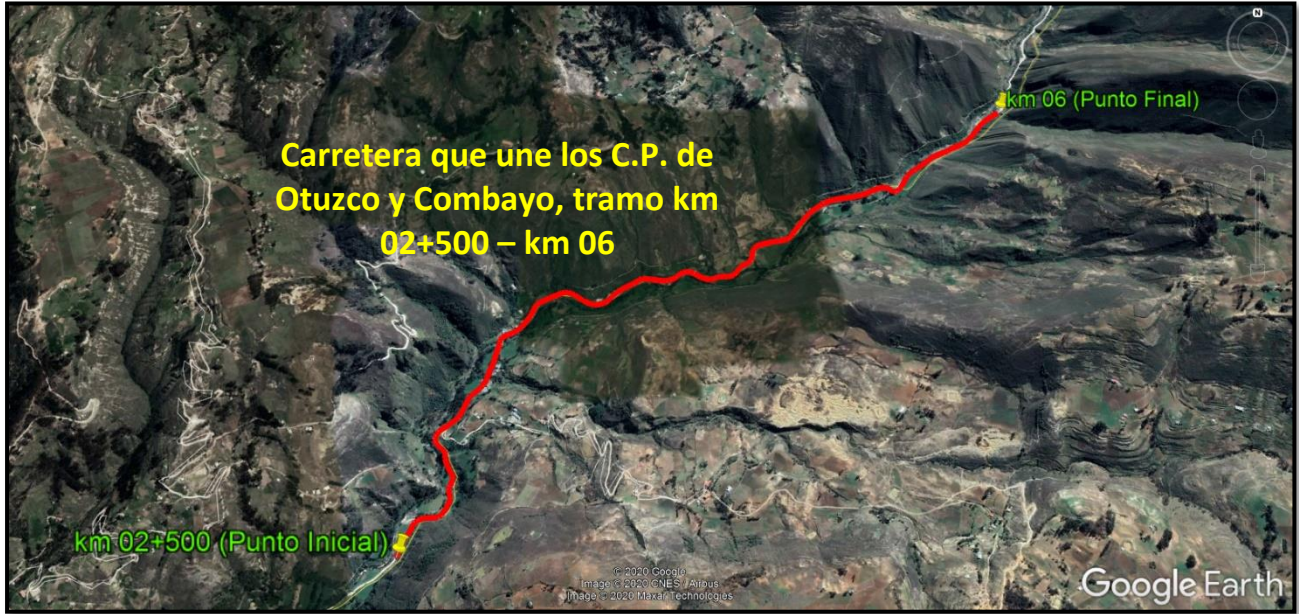 N
km 06 (Punto Final)
Carretera que une los C.P. de
Otuzco y Combayo, tramo km
02+500 – km 06
km 02+500 (Punto Inicial)
© 2020 Google
Image © 2020 CNES / Airbus
Image © 2020 Maxar Technologies
Google Earth